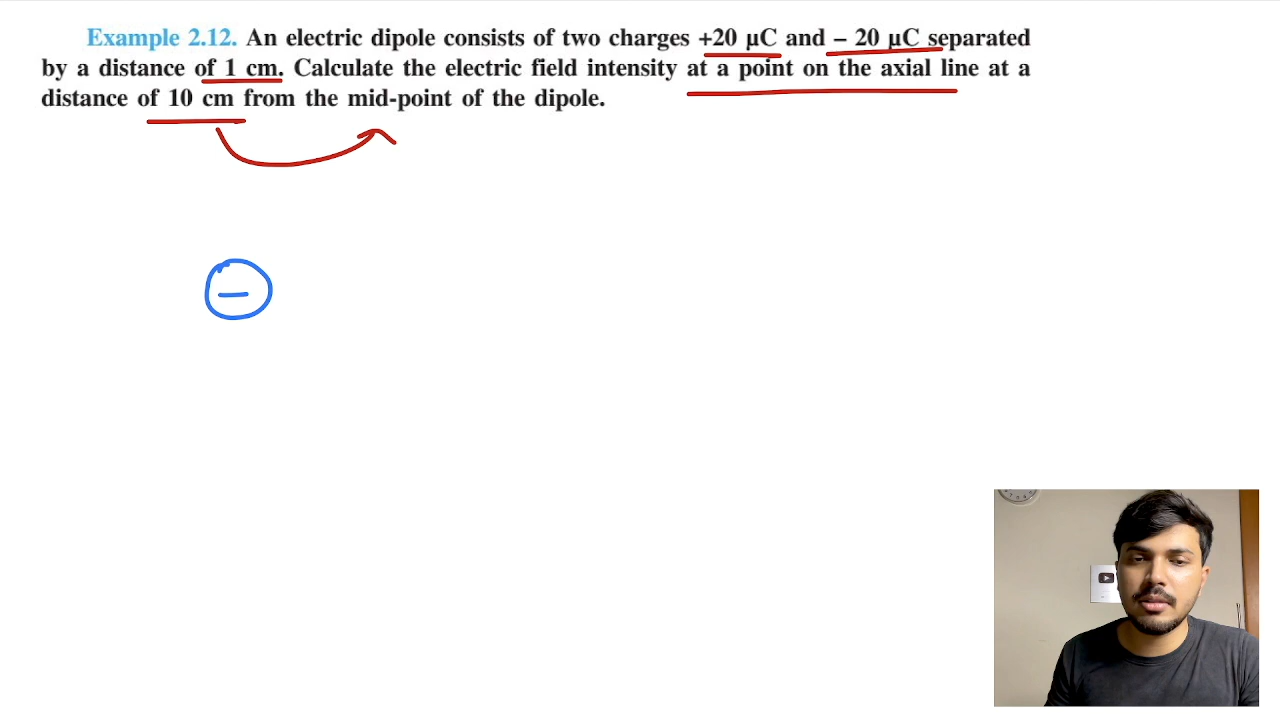 Example 2.12. An electric dipole consists of two charges +20 μC and – 20 μC separated
by a distance of 1 cm. Calculate the electric field intensity at a point on the axial line at a
distance of 10 cm from the mid-point of the dipole.
–